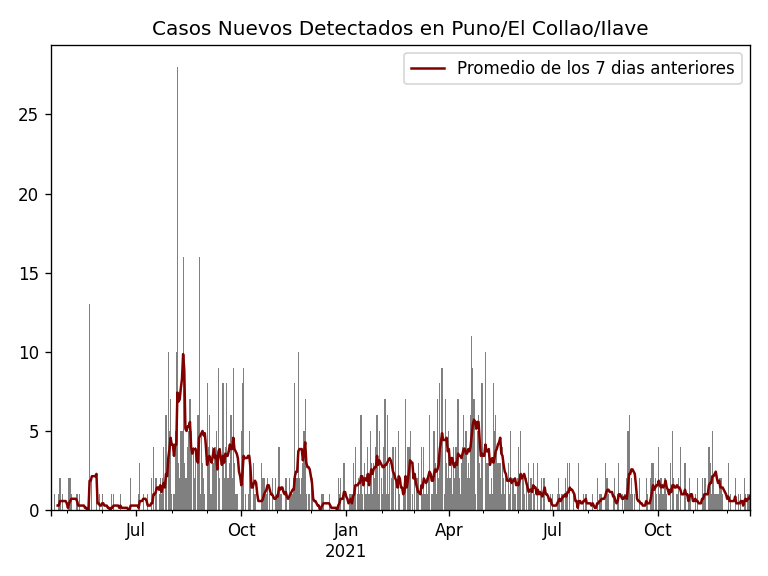 Casos Nuevos Detectados en Puno/El Collao/Ilave
Promedio de los 7 dias anteriores
25
20
15
10
5
0
Jul
Oct
Jan
2021
Apr
Jul
Oct